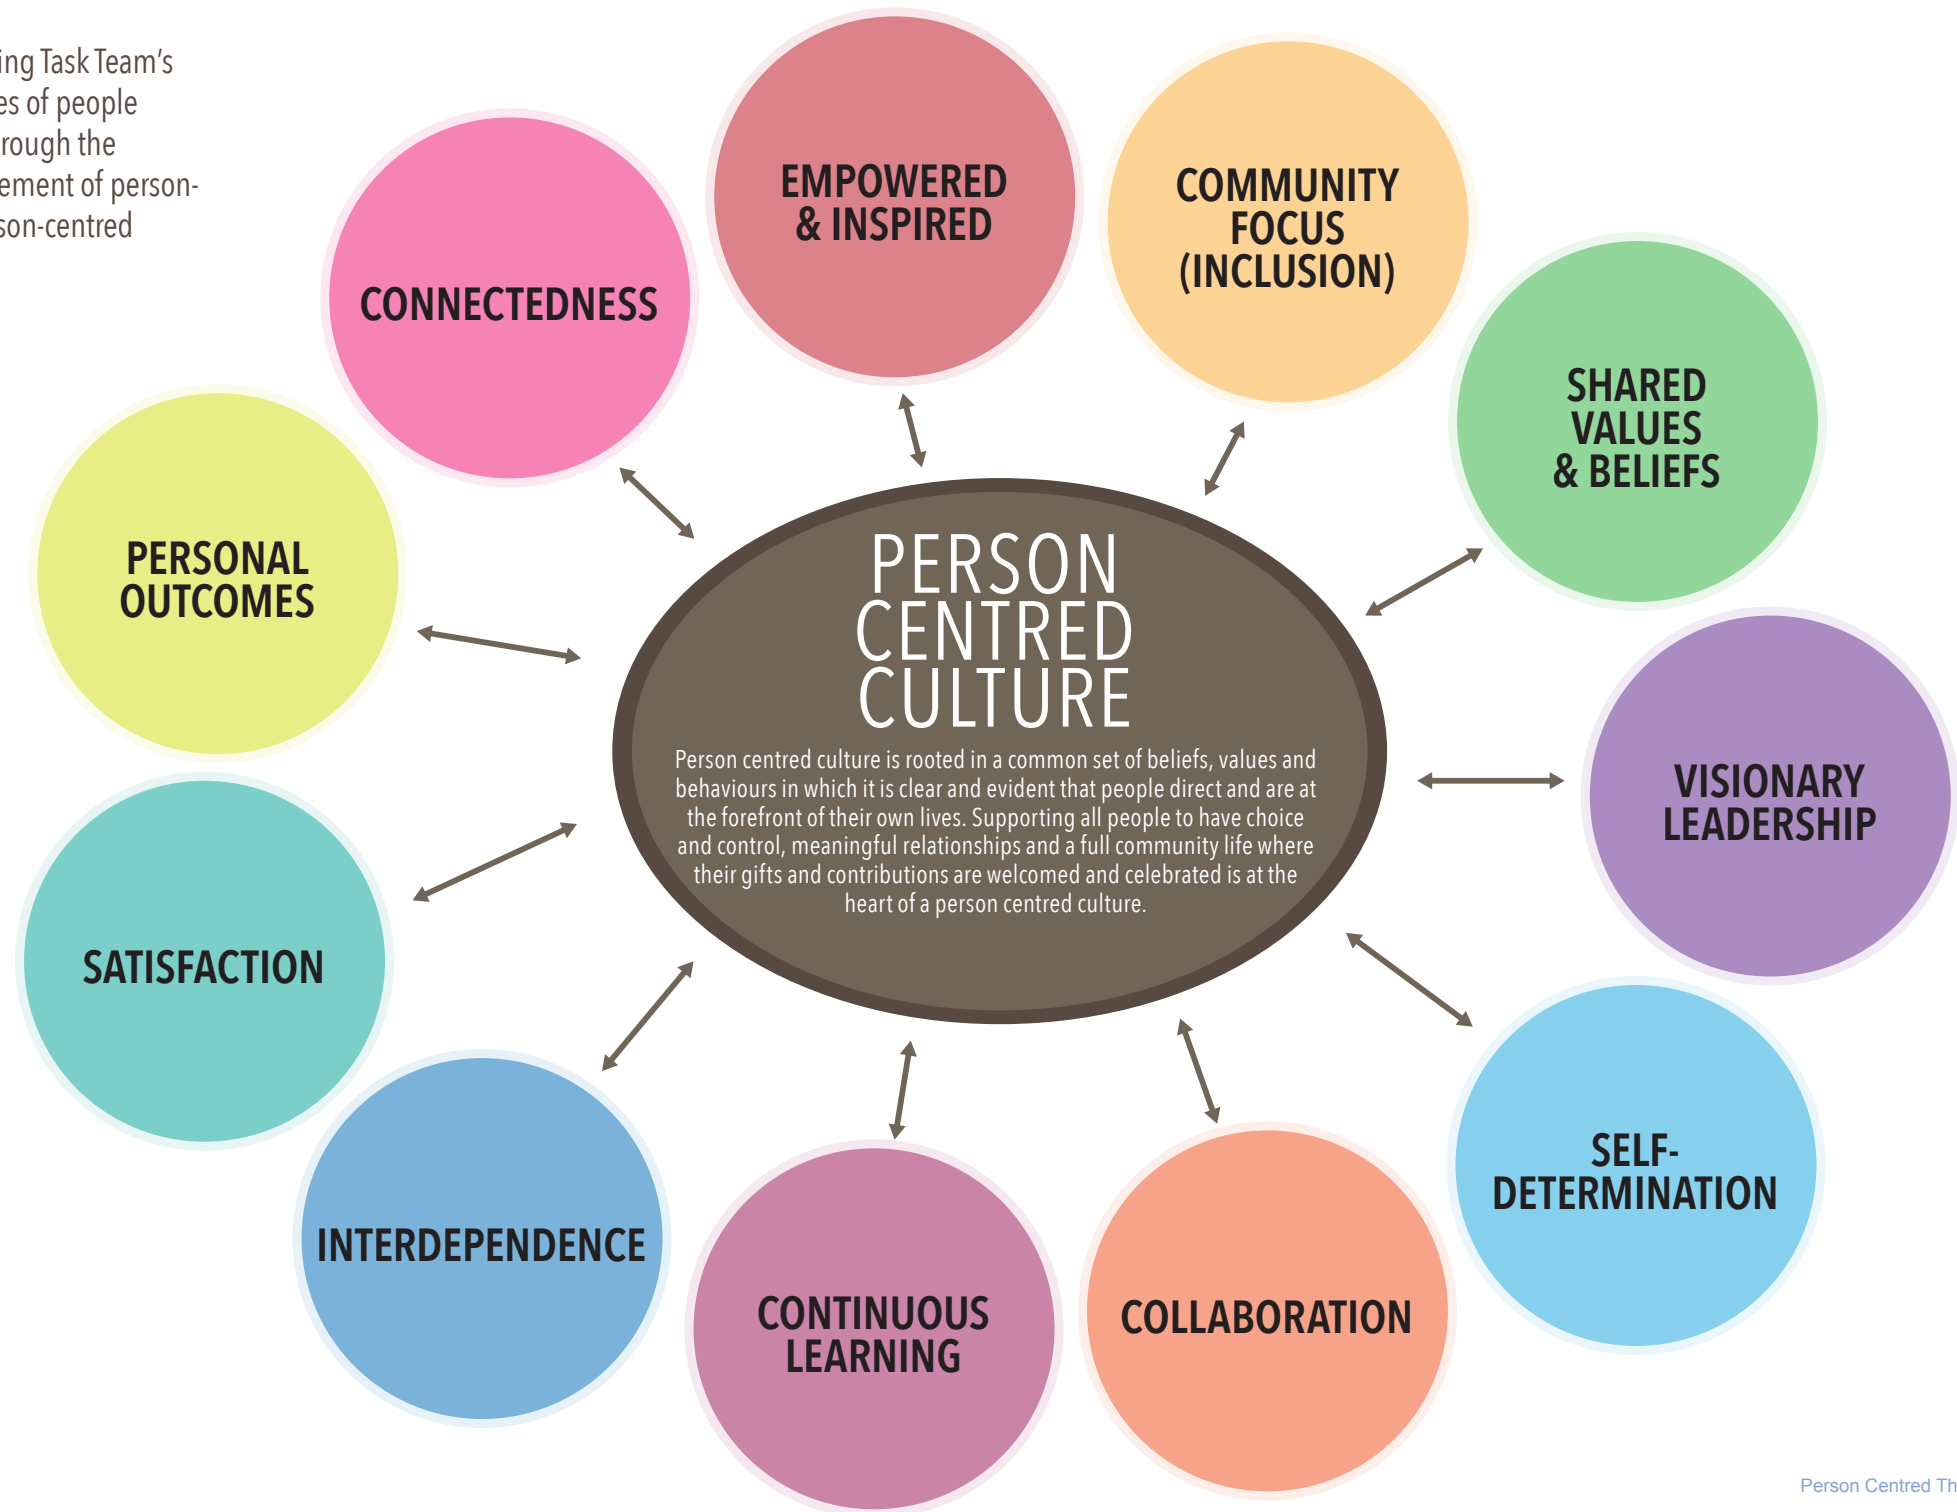 ing Task Team's
es of people
rough the
ement of person-
son-centred
EMPOWERED
& INSPIRED
COMMUNITY
FOCUS
(INCLUSION)
CONNECTEDNESS
SHARED
VALUES
& BELIEFS
PERSONAL
OUTCOMES
PERSON
CENTRED
CULTURE
Person centred culture is rooted in a common set of beliefs, values and
behaviours in which it is clear and evident that people direct and are at
the forefront of their own lives. Supporting all people to have choice
and control, meaningful relationships and a full community life where
their gifts and contributions are welcomed and celebrated is at the
heart of a person centred culture.
VISIONARY
LEADERSHIP
SATISFACTION
SELF-
DETERMINATION
INTERDEPENDENCE
CONTINUOUS
LEARNING
COLLABORATION
Person Centred Th